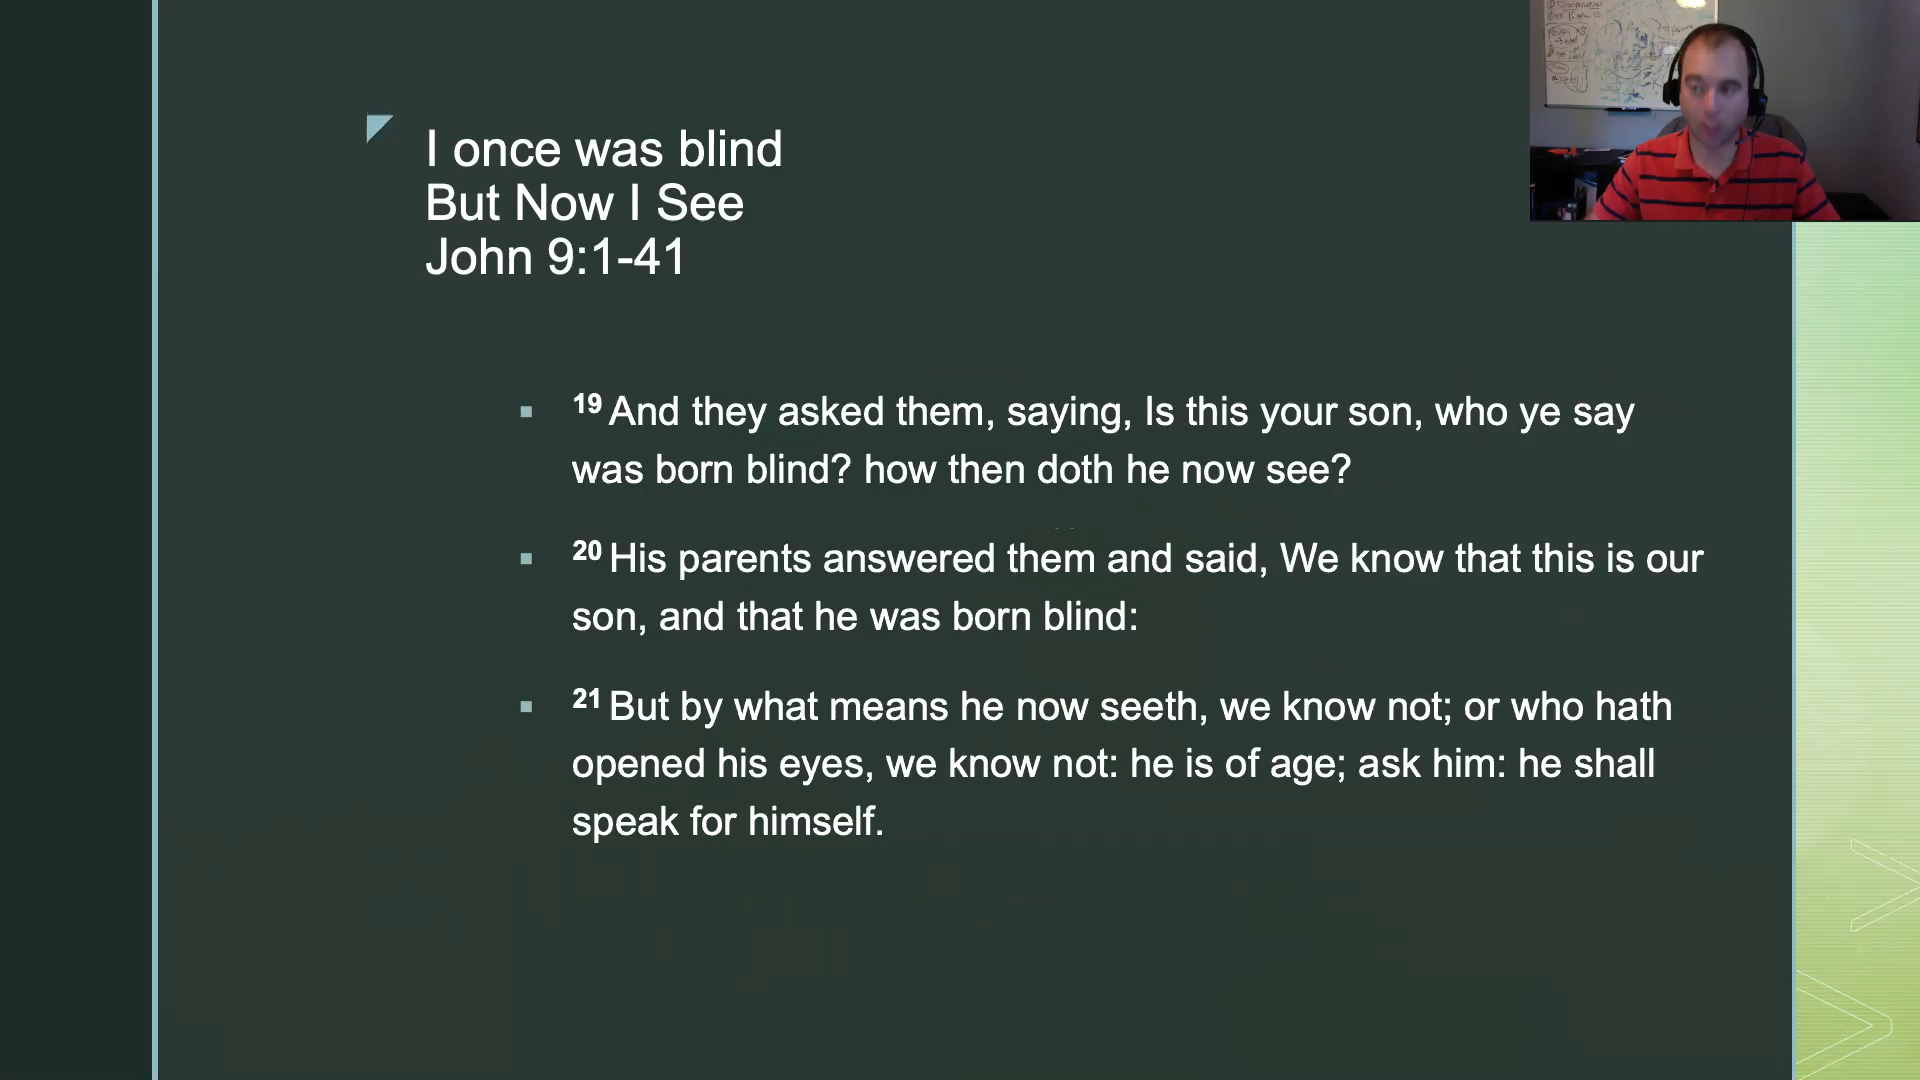 I once was blind
But Now I See
John 9:1-41
19 And they asked them, saying, Is this your son, who ye say
was born blind? how then doth he now see?
20 His parents answered them and said, We know that this is our
son, and that he was born blind:
21 But by what means he now seeth, we know not; or who hath
opened his eyes, we know not: he is of age; ask him: he shall
speak for himself.